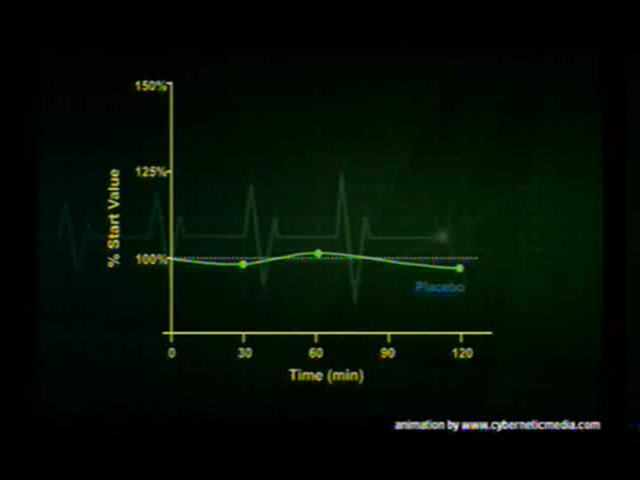 150%
125%
100%
% Start Value
Placebo
0 30 60 90 120
Time (min)
animation by www.cyberneticmedia.com